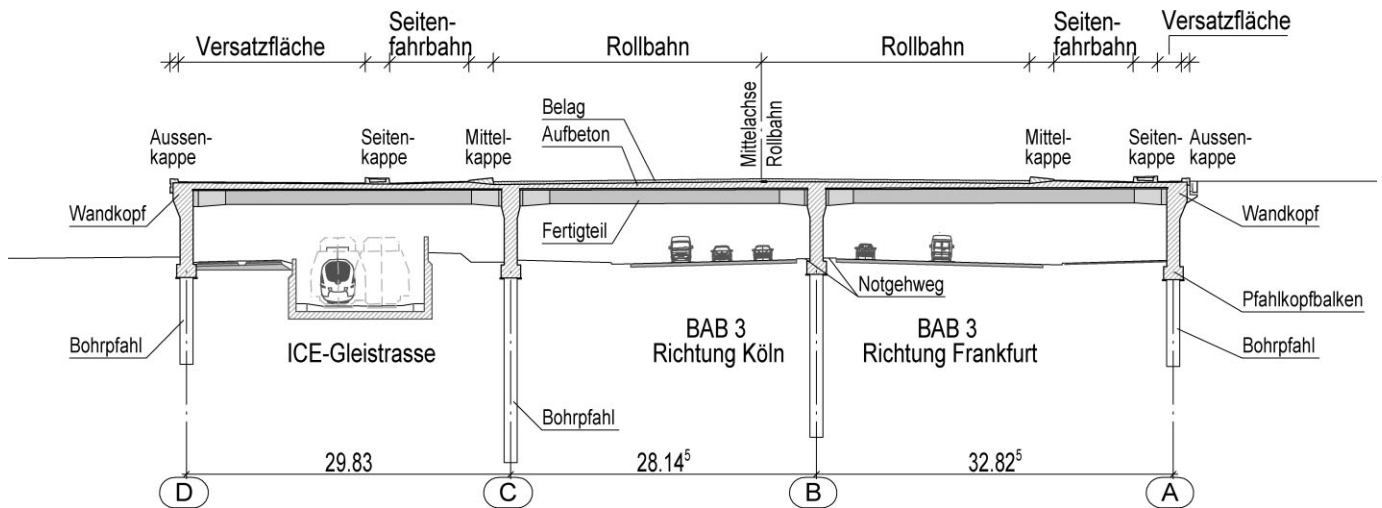 Seiten-
fahrbahn
Versatzfläche
Rollbahn
Rollbahn
Seiten-
fahrbahn
Versatzfläche
Mittelachse
Rollbahn
Belag
Aufbeton
Aussen-
kappe
Seiten-
kappe
Mittel-
kappe
Mittel-
kappe
Seiten-
kappe
Aussen-
kappe
Wandkopf
Fertigteil
Wandkopf
Notgehweg
Pfahlkopfbalken
Bohrpfahl
ICE-Gleistrasse
BAB 3
Richtung Köln
BAB 3
Richtung Frankfurt
Bohrpfahl
Bohrpfahl
29.83
28.14⁵
32.82⁵
D
C
B
A